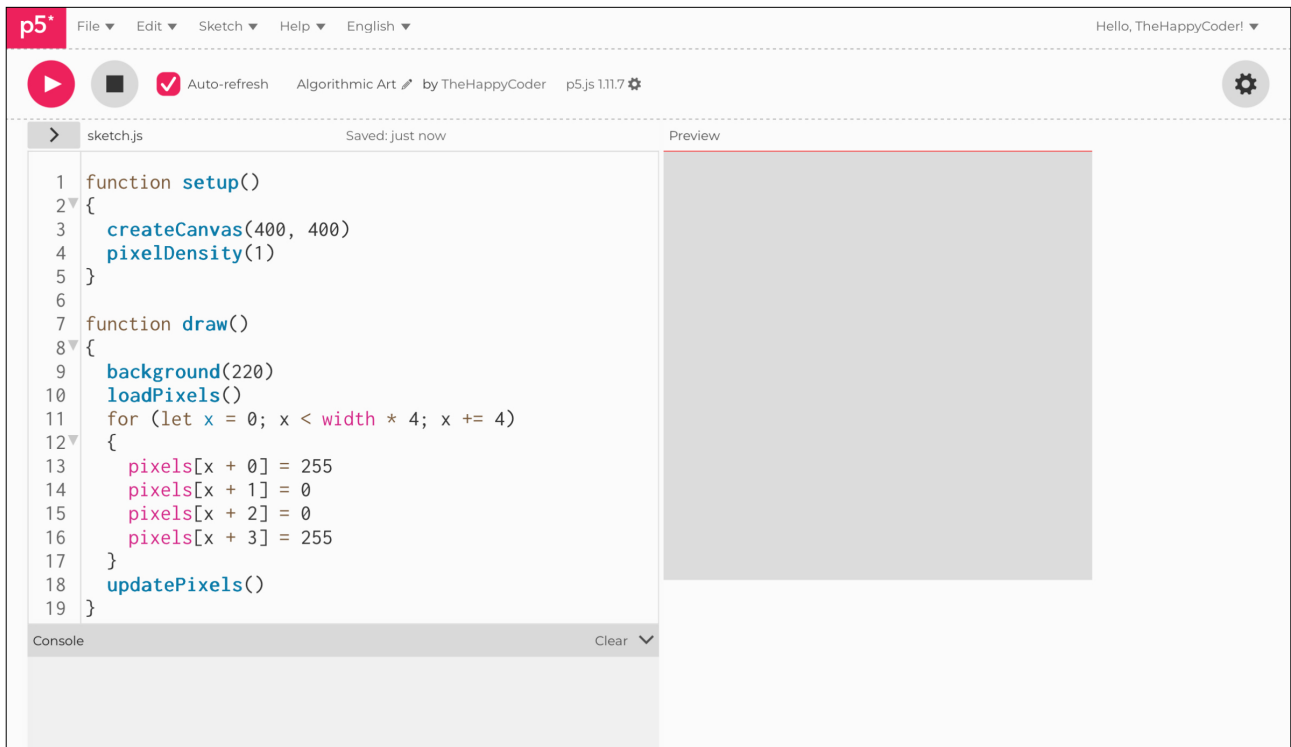 p5* File Edit Sketch Help English Hello, TheHappyCoder!
Auto-refresh Algorithmic Art by TheHappyCoder p5.js 1.11.7
sketch.js Saved: just now Preview
1 function setup()
2 {
3 createCanvas(400, 400)
4 pixelDensity(1)
5 }
6
7 function draw()
8 {
9 background(220)
10 loadPixels()
11 for (let x = 0; x < width * 4; x += 4)
12 {
13 pixels[x + 0] = 255
14 pixels[x + 1] = 0
15 pixels[x + 2] = 0
16 pixels[x + 3] = 255
17 }
18 updatePixels()
19 }
Console Clear